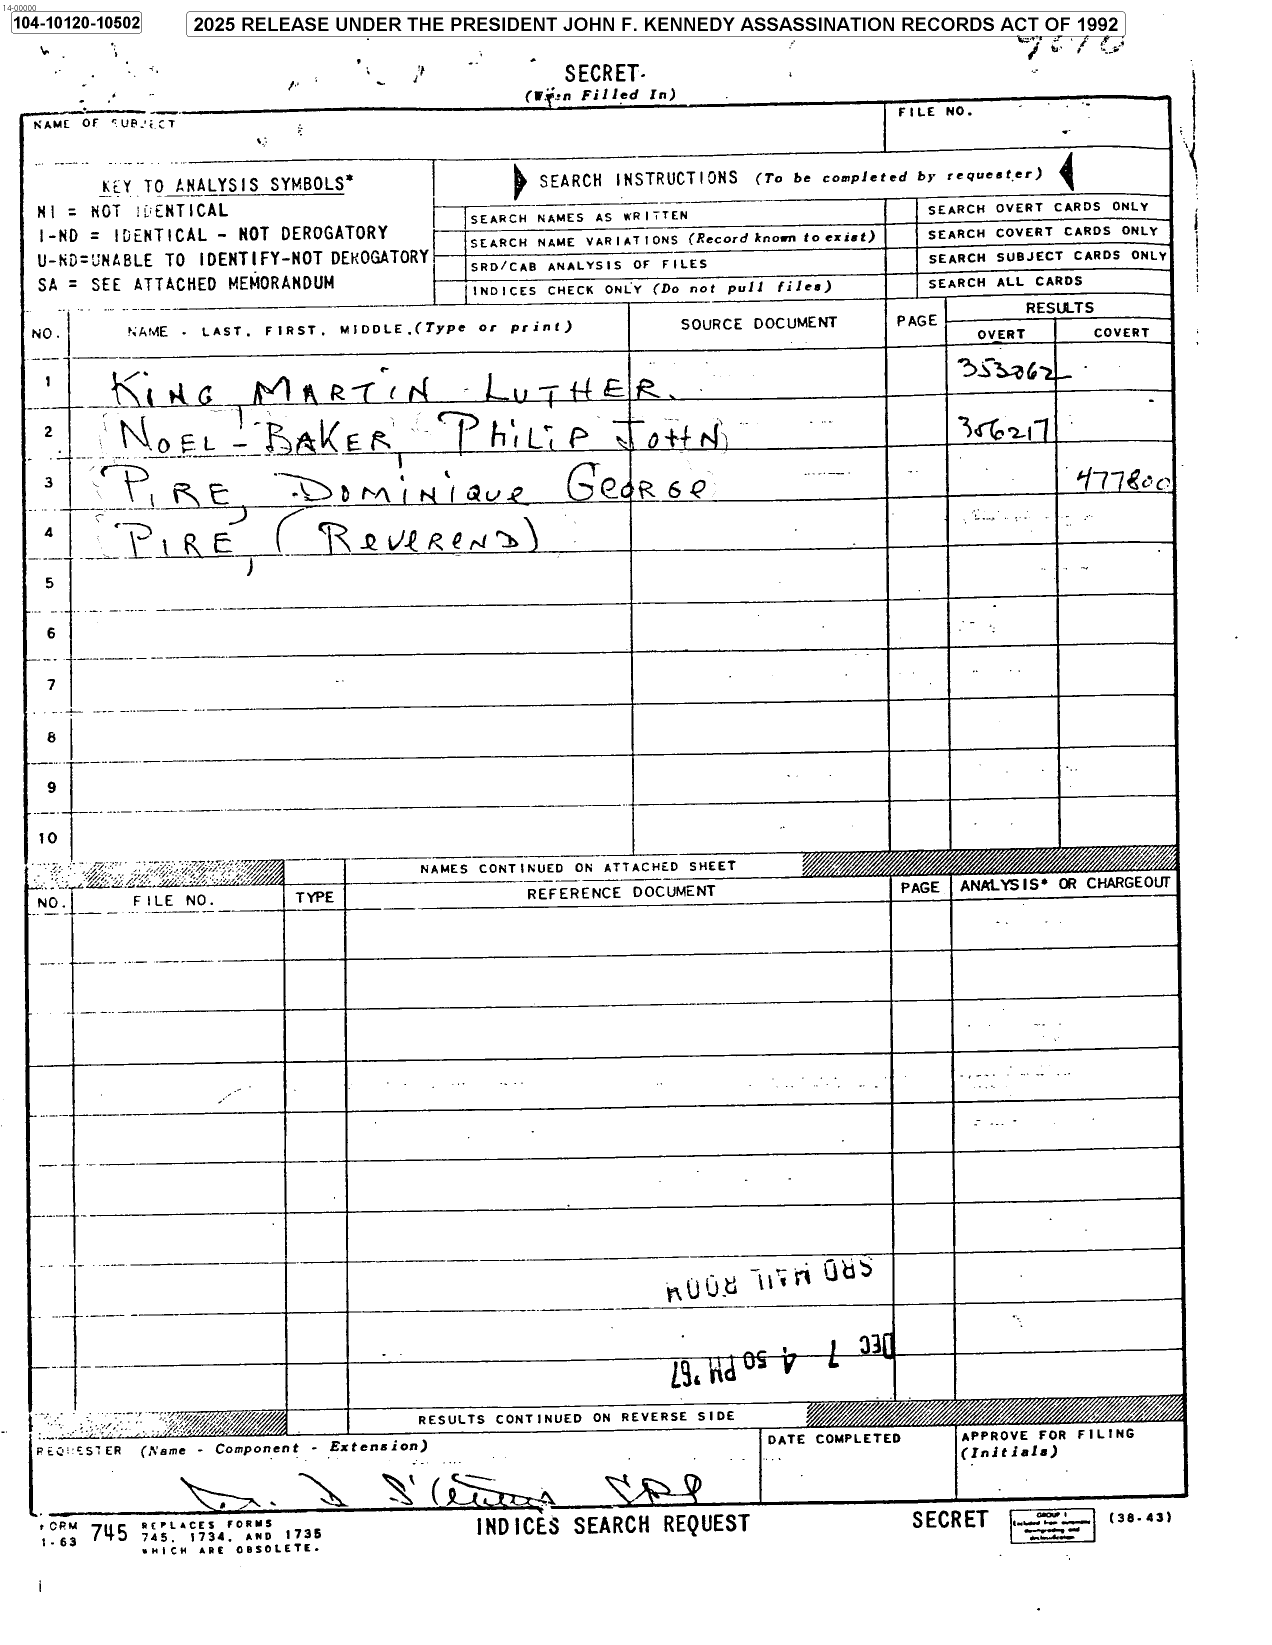 14-00000
104-10120-10502
2025 RELEASE UNDER THE PRESIDENT JOHN F. KENNEDY ASSASSINATION RECORDS ACT OF 1992
SECRET
(When Filled In)
NAME OF SUBJECT
FILE NO.
KEY TO ANALYSIS SYMBOLS*
NI = NOT IDENTICAL
I-ND = IDENTICAL - NOT DEROGATORY
U-ND=UNABLE TO IDENTIFY-NOT DEROGATORY
SA = SEE ATTACHED MEMORANDUM
SEARCH INSTRUCTIONS (To be completed by requester)
SEARCH NAMES AS WRITTEN
SEARCH OVERT CARDS ONLY
SEARCH NAME VARIATIONS (Record known to exist)
SEARCH COVERT CARDS ONLY
SRD/CAB ANALYSIS OF FILES
SEARCH SUBJECT CARDS ONLY
INDICES CHECK ONLY (Do not pull files)
SEARCH ALL CARDS
NO.
NAME - LAST, FIRST, MIDDLE.(Type or print)
SOURCE DOCUMENT
PAGE
RESULTS
OVERT
COVERT
1 KING, MARTIN LUTHER. 353062
2 NOEL-BAKER, PHILIP JOHN 306217
3 PIRE, DOMINIQUE GEORGE 477800
4 PIRE, (REVEREND)
5
6
7
8
9
10
NAMES CONTINUED ON ATTACHED SHEET
NO.
FILE NO.
TYPE
REFERENCE DOCUMENT
PAGE
ANALYSIS* OR CHARGEOUT
SRD MAIL ROOM
DEC 7 4 50 PM '67
RESULTS CONTINUED ON REVERSE SIDE
REQUESTER (Name - Component - Extension)
DATE COMPLETED
APPROVE FOR FILING
(Initials)
FORM 1-63 745 REPLACES FORMS 745, 1734, AND 1735 WHICH ARE OBSOLETE.
INDICES SEARCH REQUEST
SECRET
GROUP 1
Excluded from automatic
downgrading and
declassification
(38-43)